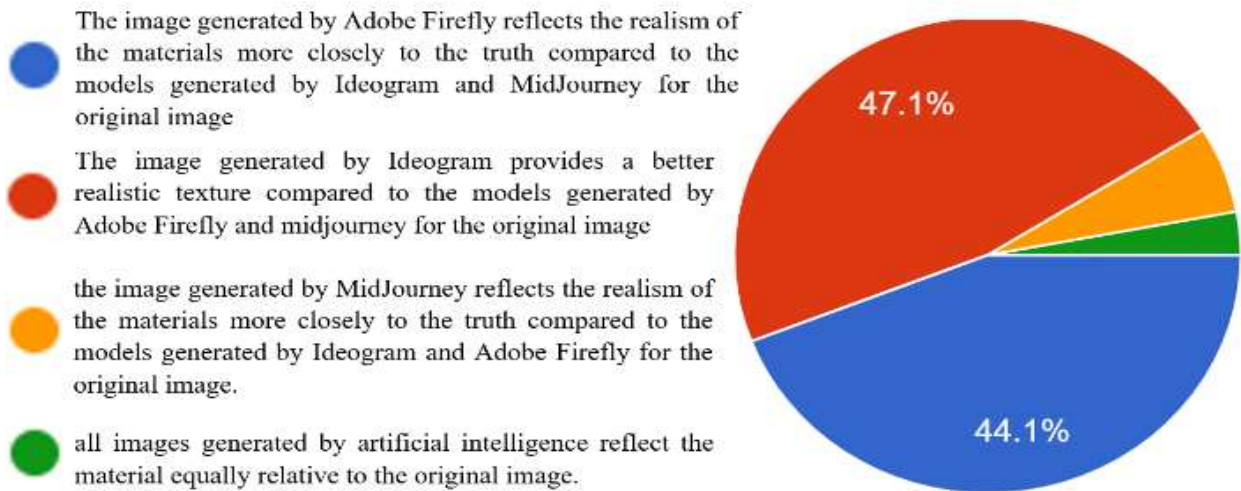 The image generated by Adobe Firefly reflects the realism of
the materials more closely to the truth compared to the
models generated by Ideogram and MidJourney for the
original image
The image generated by Ideogram provides a better
realistic texture compared to the models generated by
Adobe Firefly and midjourney for the original image
the image generated by MidJourney reflects the realism of
the materials more closely to the truth compared to the
models generated by Ideogram and Adobe Firefly for the
original image.
all images generated by artificial intelligence reflect the
material equally relative to the original image.
47.1%
44.1%